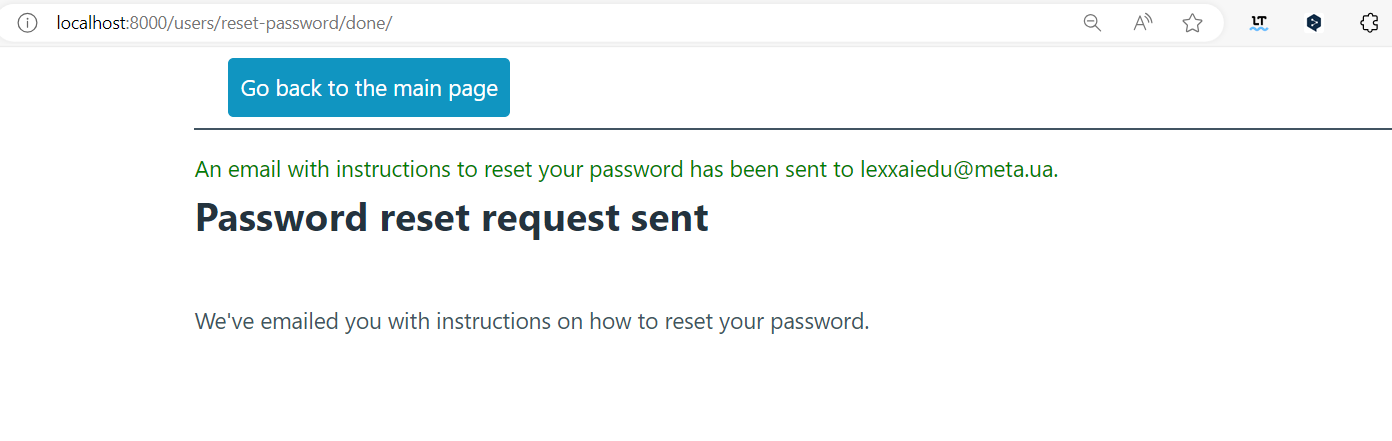 localhost:8000/users/reset-password/done/
A
LT
Go back to the main page
An email with instructions to reset your password has been sent to lexxaiedu@meta.ua.
Password reset request sent
We've emailed you with instructions on how to reset your password.